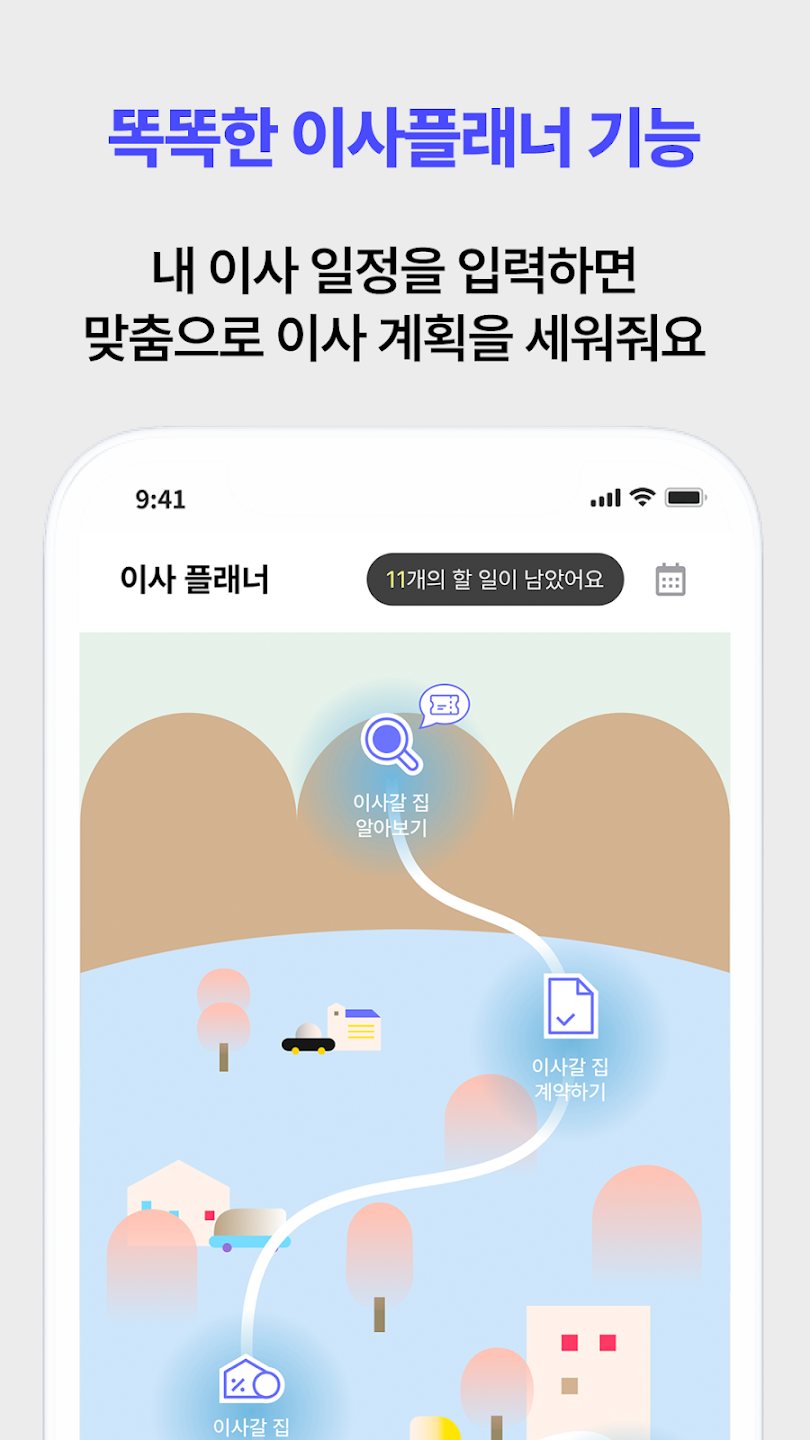 똑똑한 이사플래너 기능
내 이사 일정을 입력하면
맞춤으로 이사 계획을 세워줘요
9:41
이사 플래너
11개의 할 일이 남았어요
이사갈 집
알아보기
이사갈 집
계약하기
이사갈 집